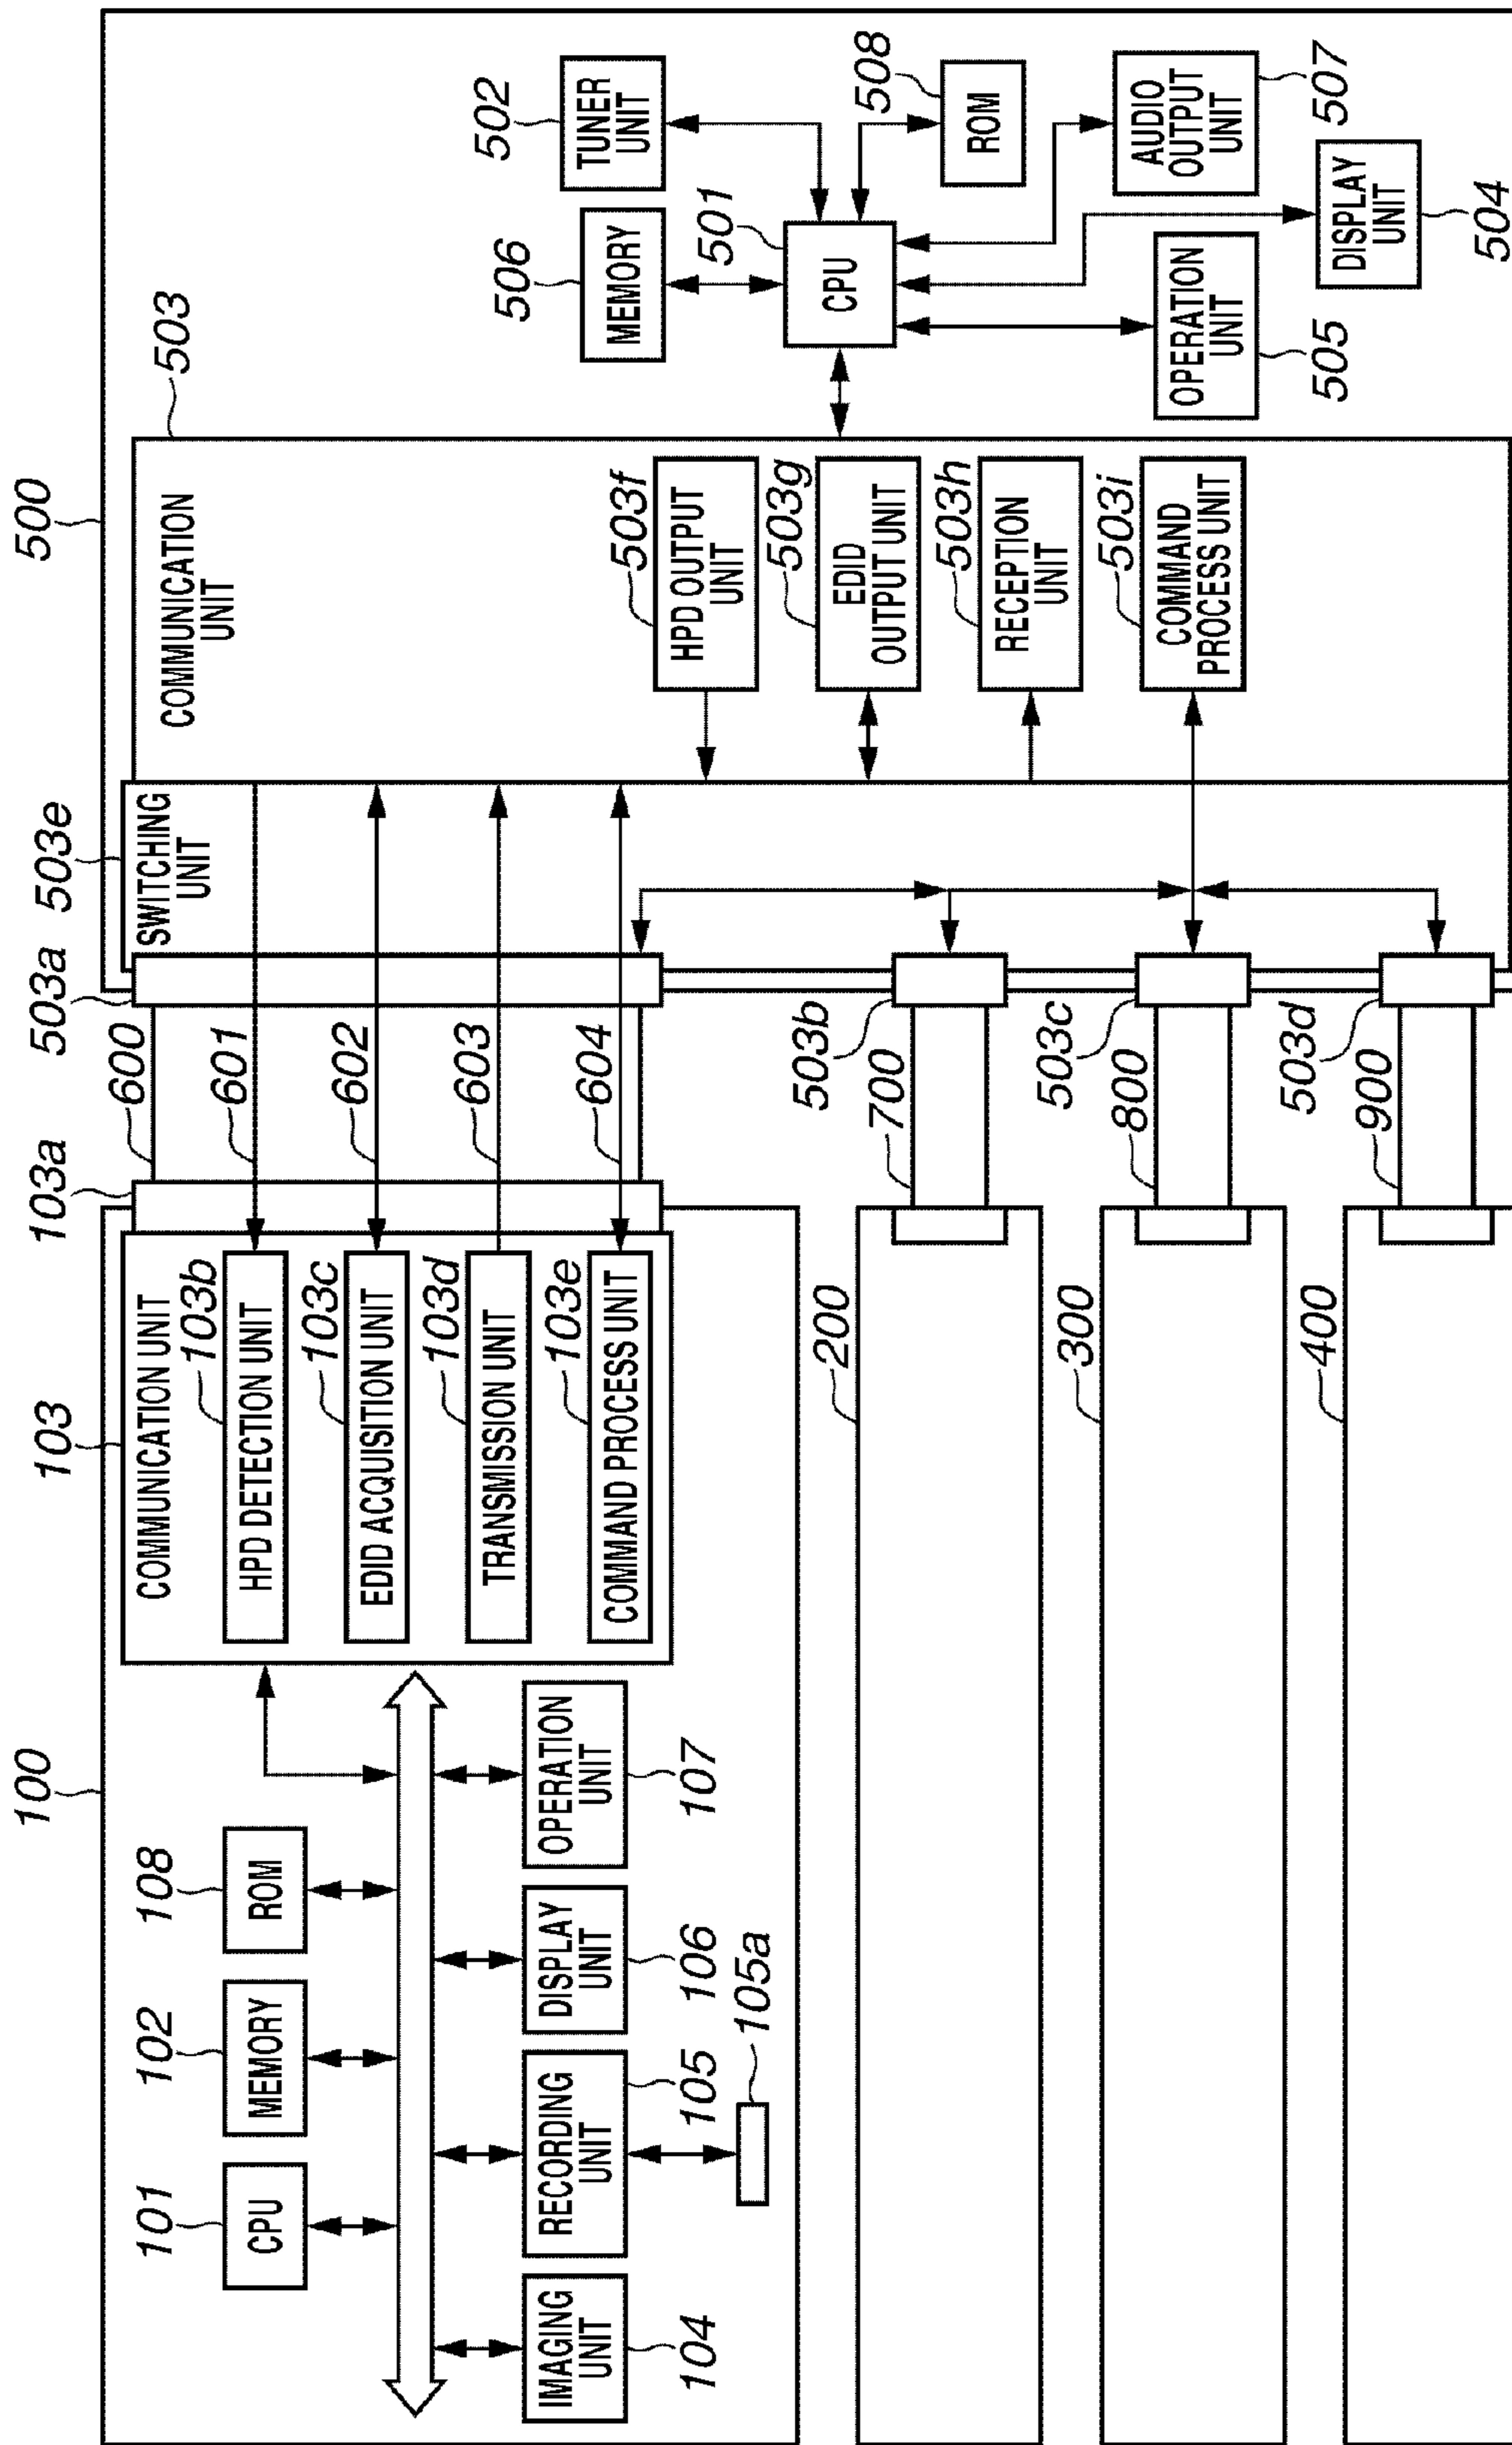 100
101
CPU
102
MEMORY
108
ROM
104
IMAGING
UNIT
105
RECORDING
UNIT
105a
106
DISPLAY
UNIT
107
OPERATION
UNIT
103
COMMUNICATION UNIT
103b
HPD DETECTION UNIT
103c
EDID ACQUISITION UNIT
103d
TRANSMISSION UNIT
103e
COMMAND PROCESS UNIT
103a
600
601
602
603
604
200
300
400
700
800
900
503a
503b
503c
503d
503e
SWITCHING
UNIT
500
503
COMMUNICATION
UNIT
503f
HPD OUTPUT
UNIT
503g
EDID
OUTPUT UNIT
503h
RECEPTION
UNIT
503i
COMMAND
PROCESS UNIT
506
MEMORY
502
TUNER
UNIT
501
CPU
508
ROM
505
OPERATION
UNIT
504
DISPLAY
UNIT
507
AUDIO
OUTPUT
UNIT